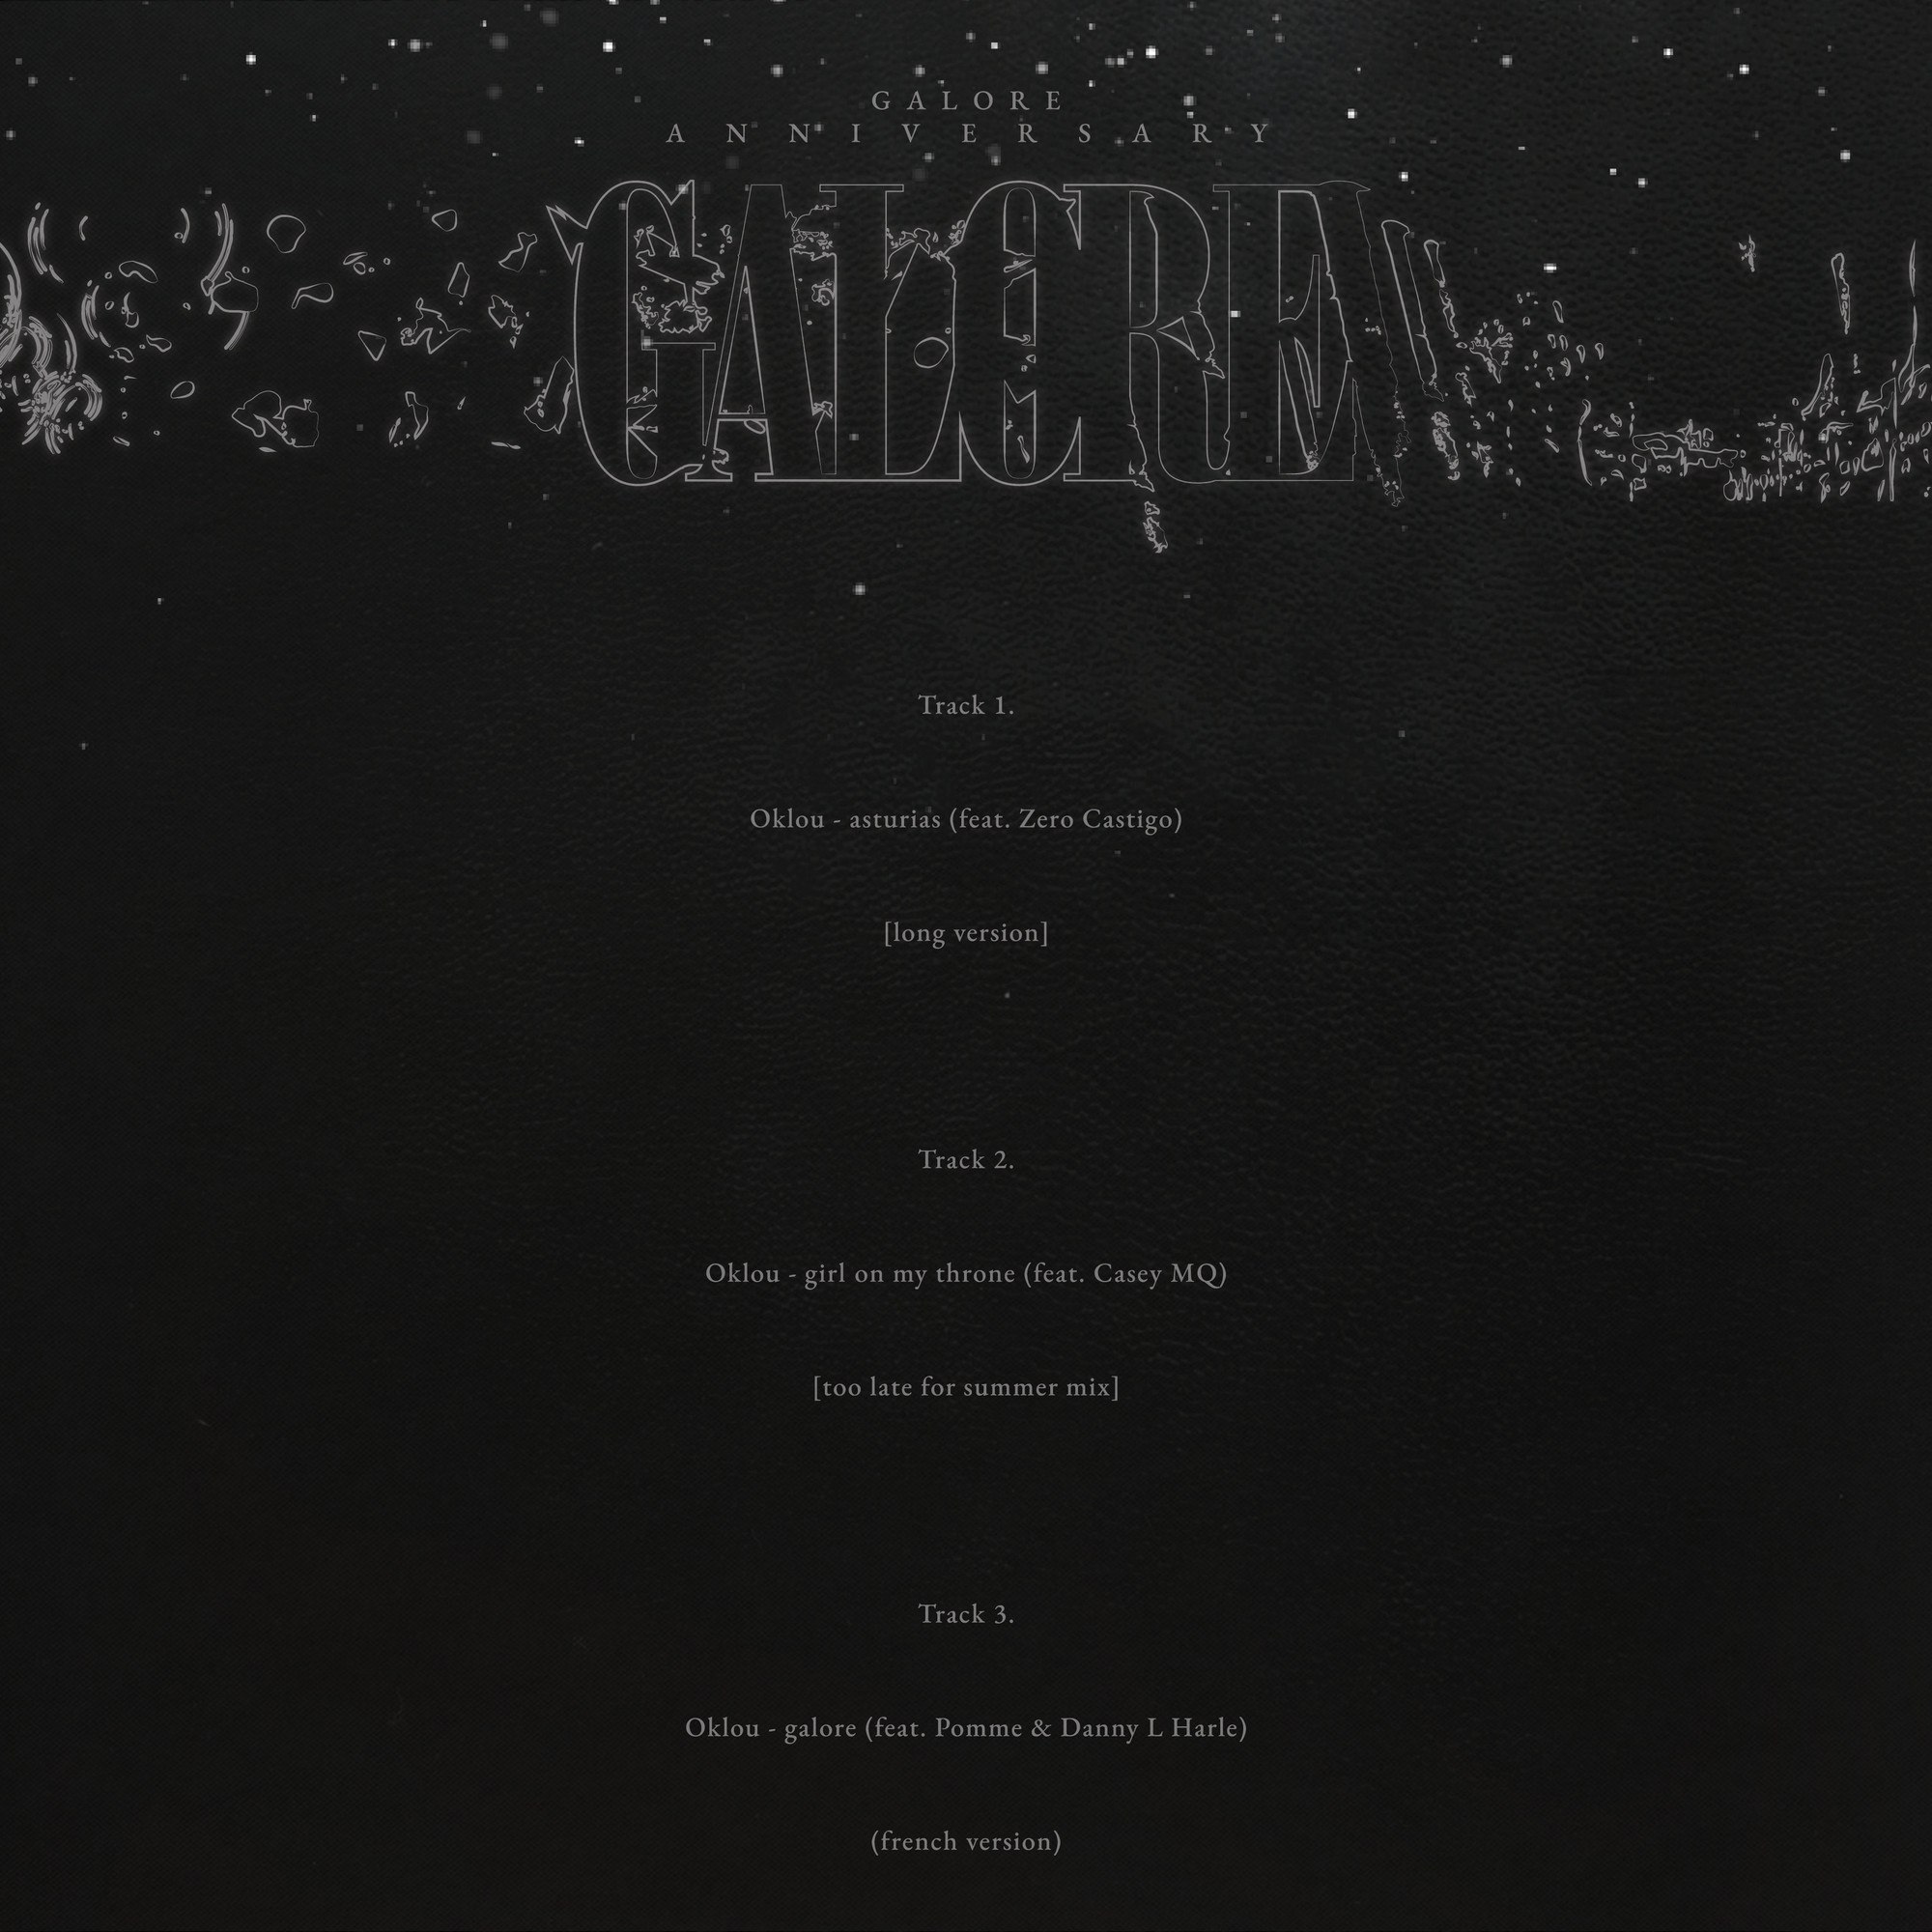 GALORE
ANNIVERSARY
GALORE
Track 1.
Oklou - asturias (feat. Zero Castigo)
[long version]
Track 2.
Oklou - girl on my throne (feat. Casey MQ)
[too late for summer mix]
Track 3.
Oklou - galore (feat. Pomme & Danny L Harle)
(french version)